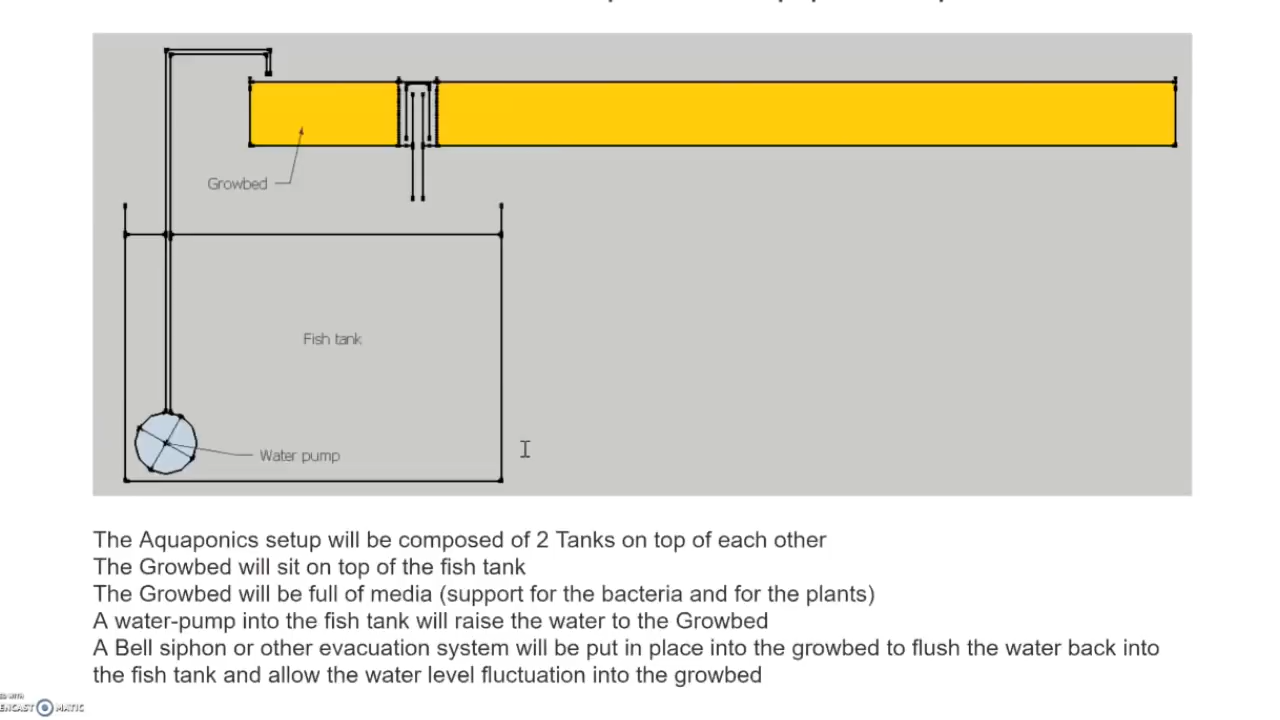 Growbed
Fish tank
Water pump
The Aquaponics setup will be composed of 2 Tanks on top of each other
The Growbed will sit on top of the fish tank
The Growbed will be full of media (support for the bacteria and for the plants)
A water-pump into the fish tank will raise the water to the Growbed
A Bell siphon or other evacuation system will be put in place into the growbed to flush the water back into
the fish tank and allow the water level fluctuation into the growbed
MATIC